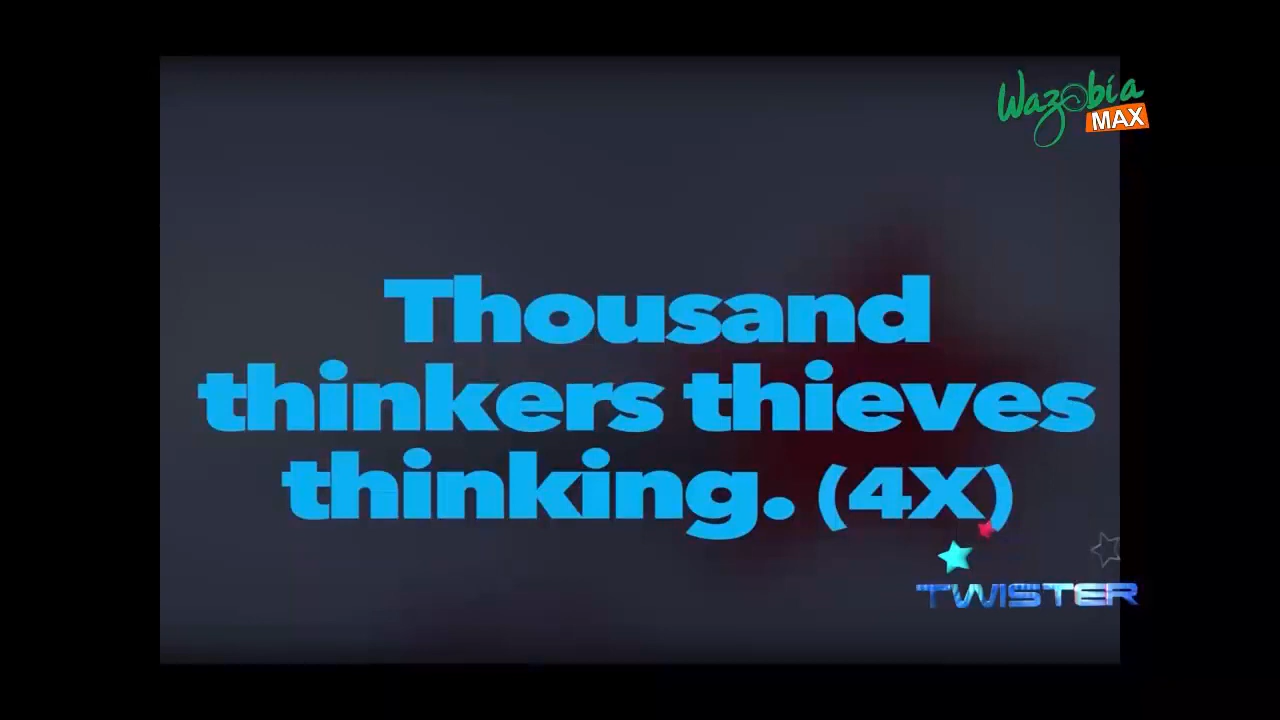 Wazobia
MAX
Thousand
thinkers thieves
thinking. (4X)
TWISTER